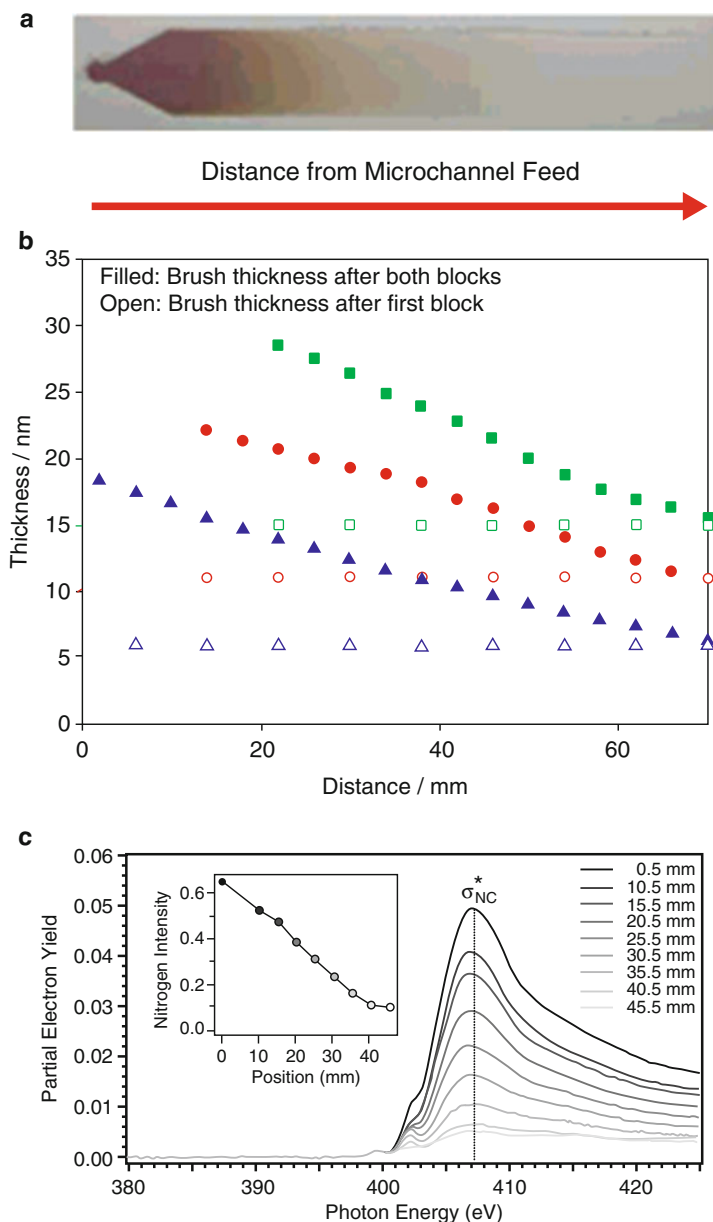 a
Distance from Microchannel Feed
b
35
30
25
20
15
10
5
0
Thickness / nm
Filled: Brush thickness after both blocks
Open: Brush thickness after first block
0
20
40
60
Distance / mm
c
0.06
0.05
0.04
0.03
0.02
0.01
0.00
Partial Electron Yield
0.6
0.4
0.2
0.0
Nitrogen Intensity
0 10 20 30 40
Position (mm)
σ*NC
0.5 mm
10.5 mm
15.5 mm
20.5 mm
25.5 mm
30.5 mm
35.5 mm
40.5 mm
45.5 mm
380 390 400 410 420
Photon Energy (eV)